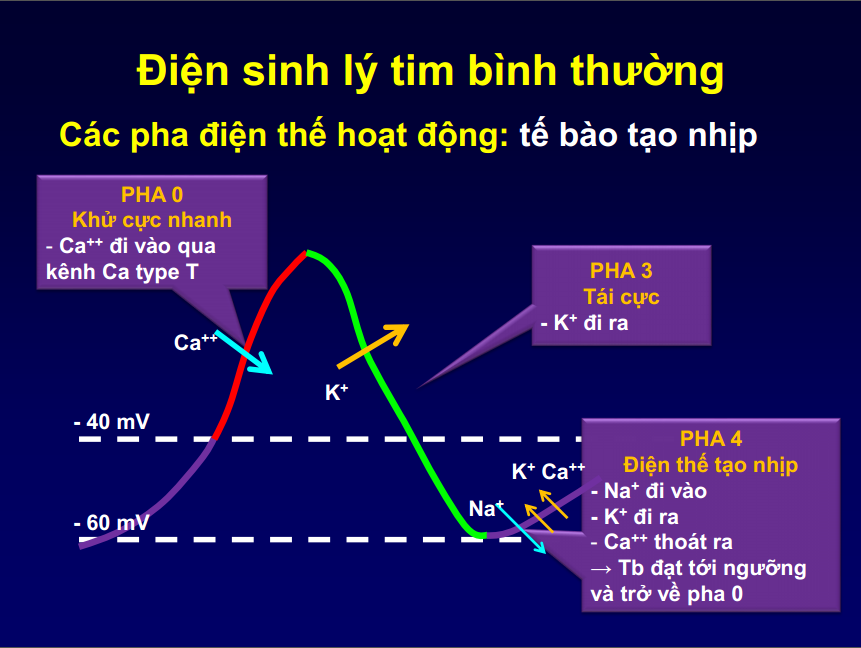 Điện sinh lý tim bình thường
Các pha điện thế hoạt động: tế bào tạo nhịp
PHA 0
Khử cực nhanh
- Ca⁺⁺ đi vào qua
kênh Ca type T
PHA 3
Tái cực
- K⁺ đi ra
Ca⁺⁺
K⁺
- 40 mV
PHA 4
Điện thế tạo nhịp
- Na⁺ đi vào
- K⁺ đi ra
- Ca⁺⁺ thoát ra
→ Tb đạt tới ngưỡng
và trở về pha 0
K⁺ Ca⁺⁺
Na⁺
- 60 mV